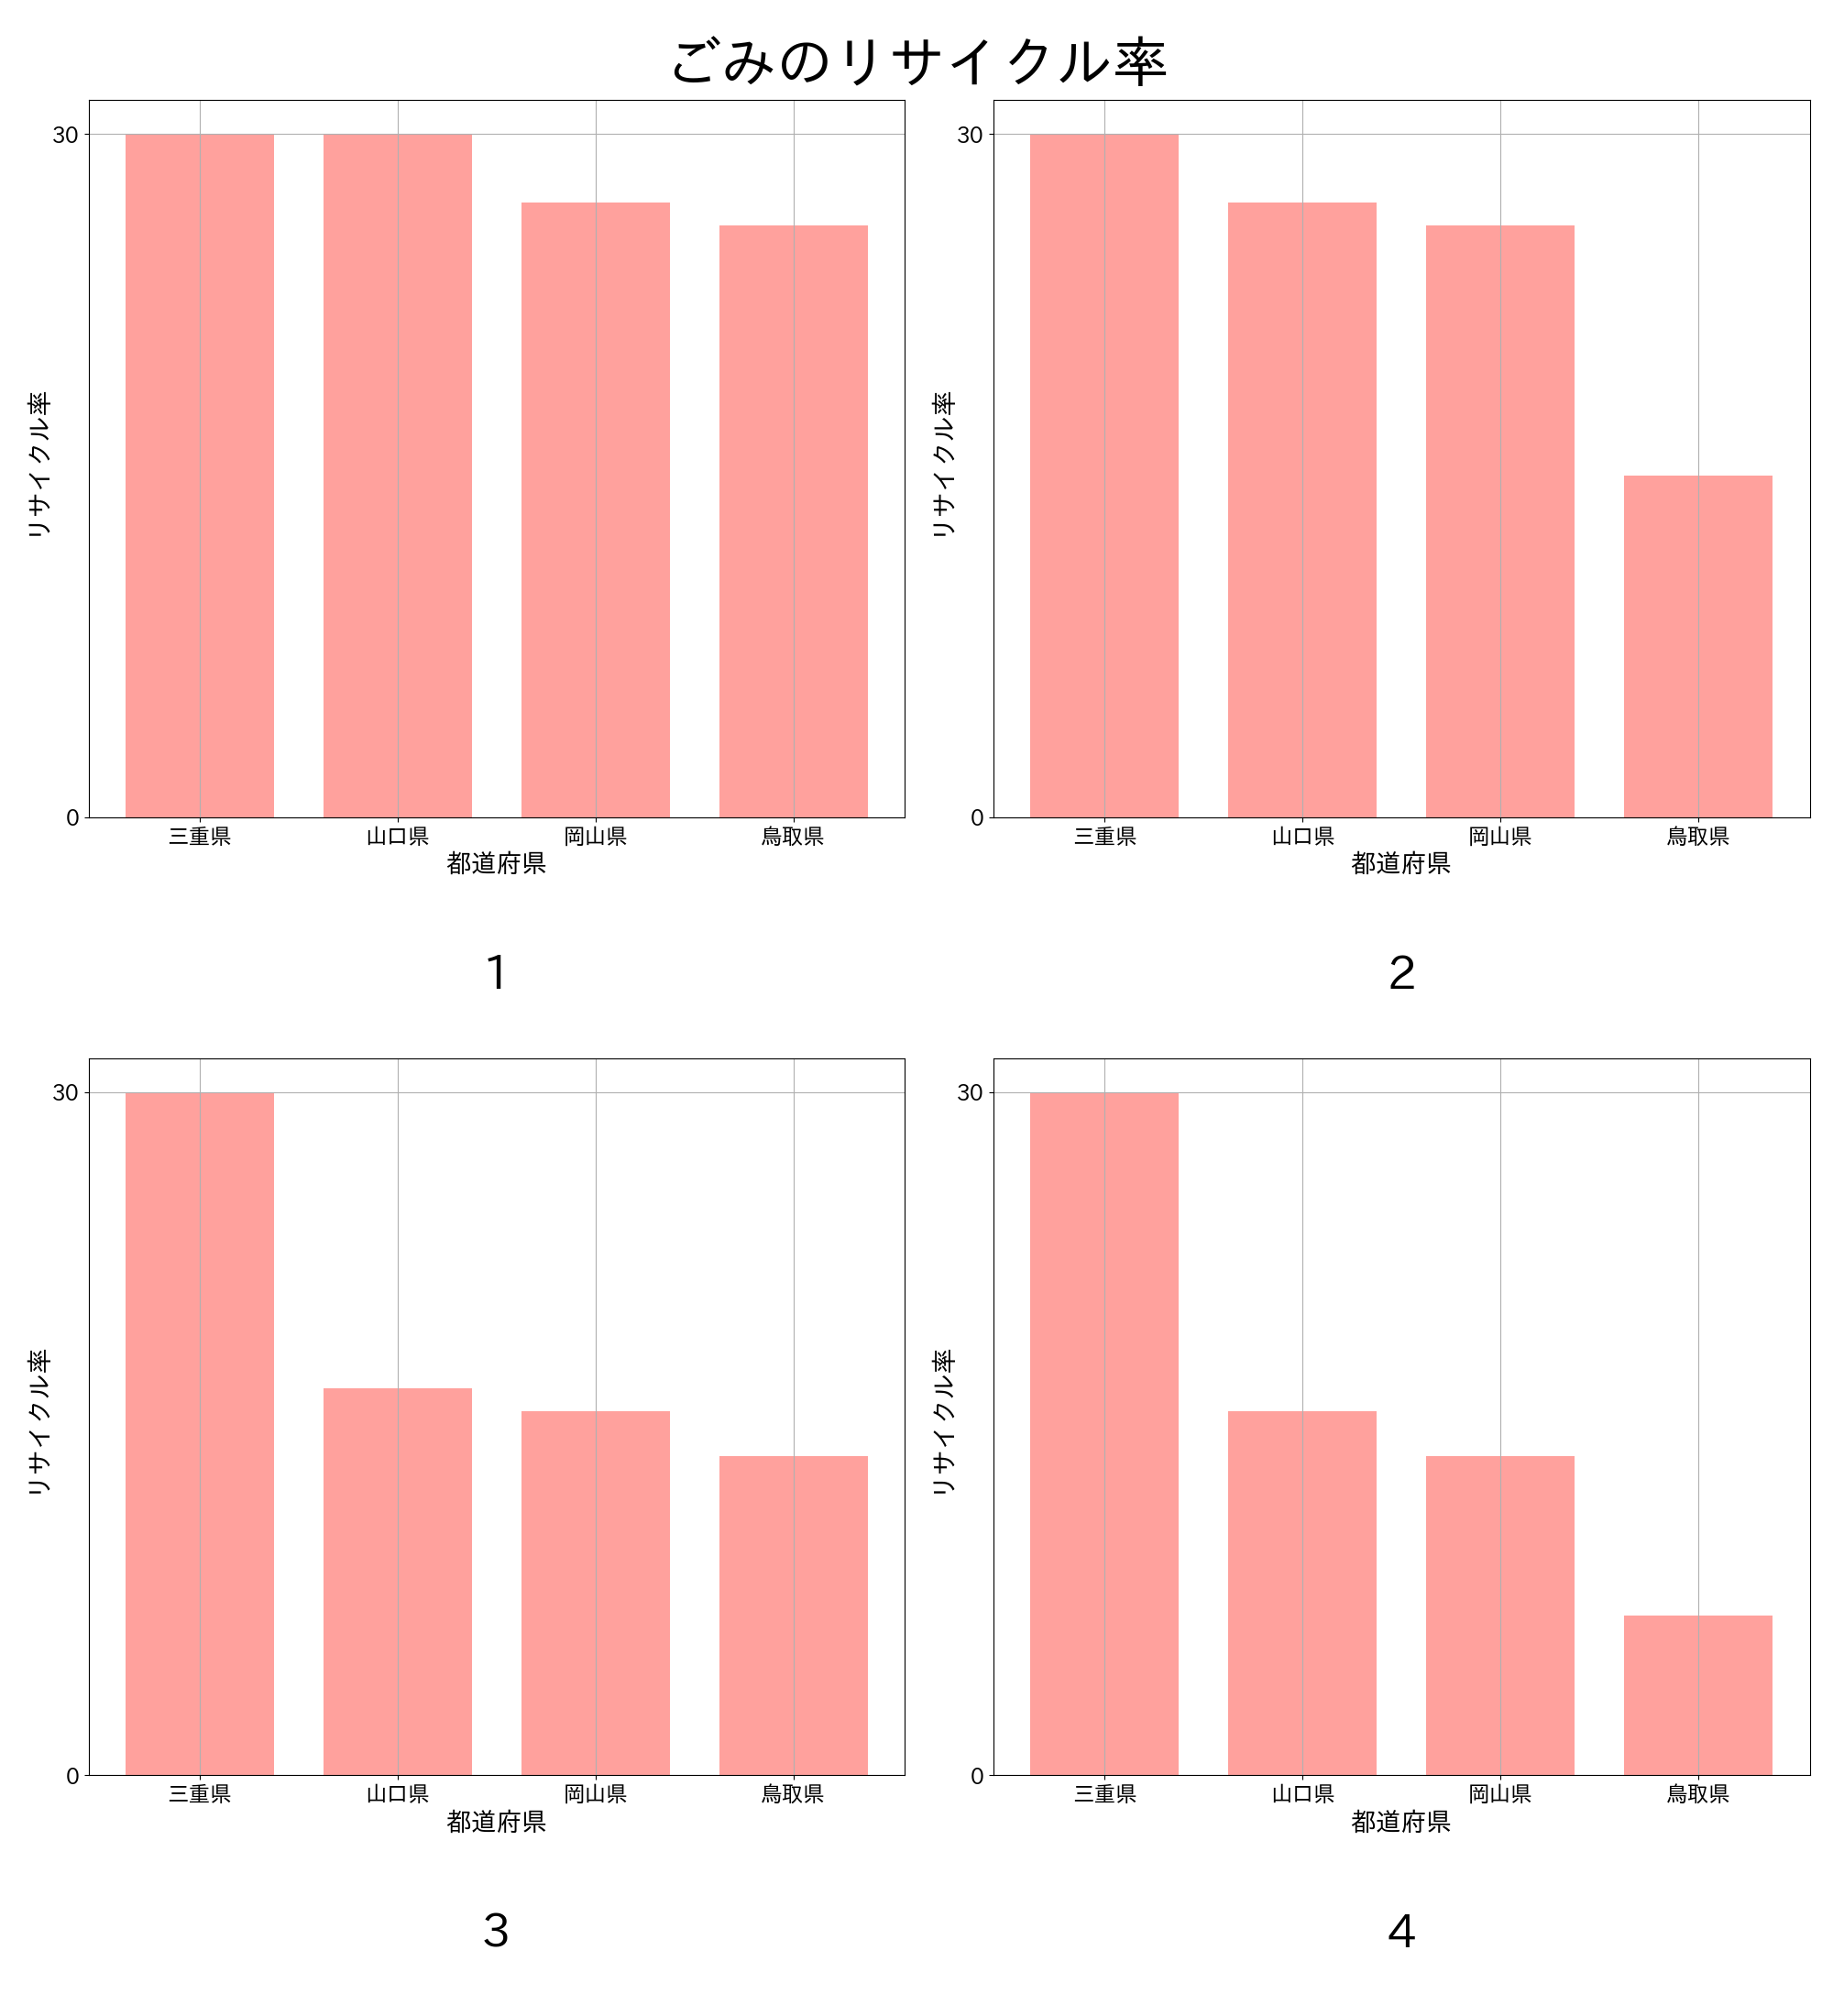 ごみのリサイクル率
30
リサイクル率
0
三重県 山口県 岡山県 鳥取県
都道府県
1
30
リサイクル率
0
三重県 山口県 岡山県 鳥取県
都道府県
2
30
リサイクル率
0
三重県 山口県 岡山県 鳥取県
都道府県
3
30
リサイクル率
0
三重県 山口県 岡山県 鳥取県
都道府県
4